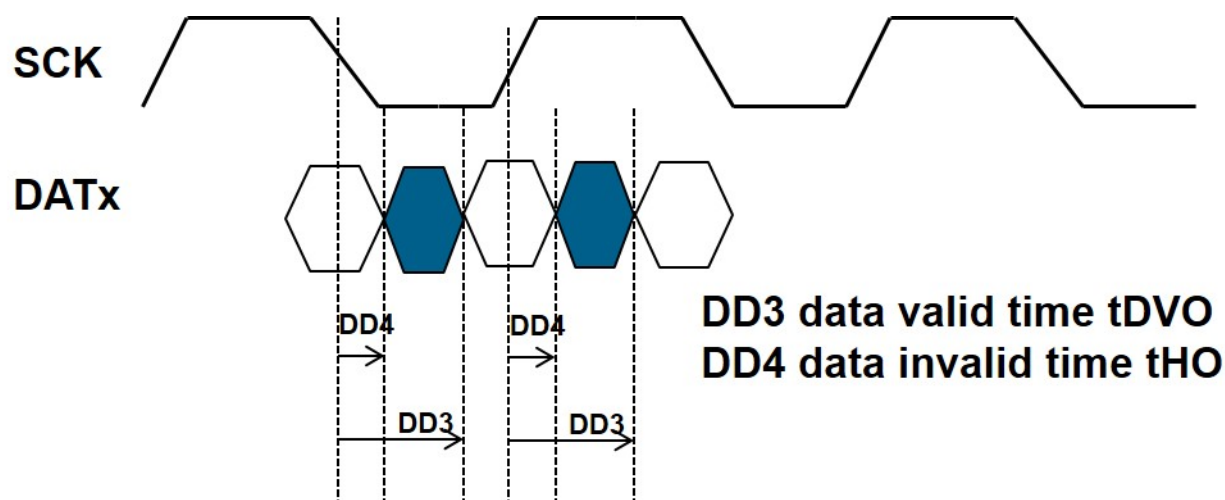 SCK
DATx
DD4 DD4
DD3 data valid time tDVO
DD4 data invalid time tHO
DD3 DD3